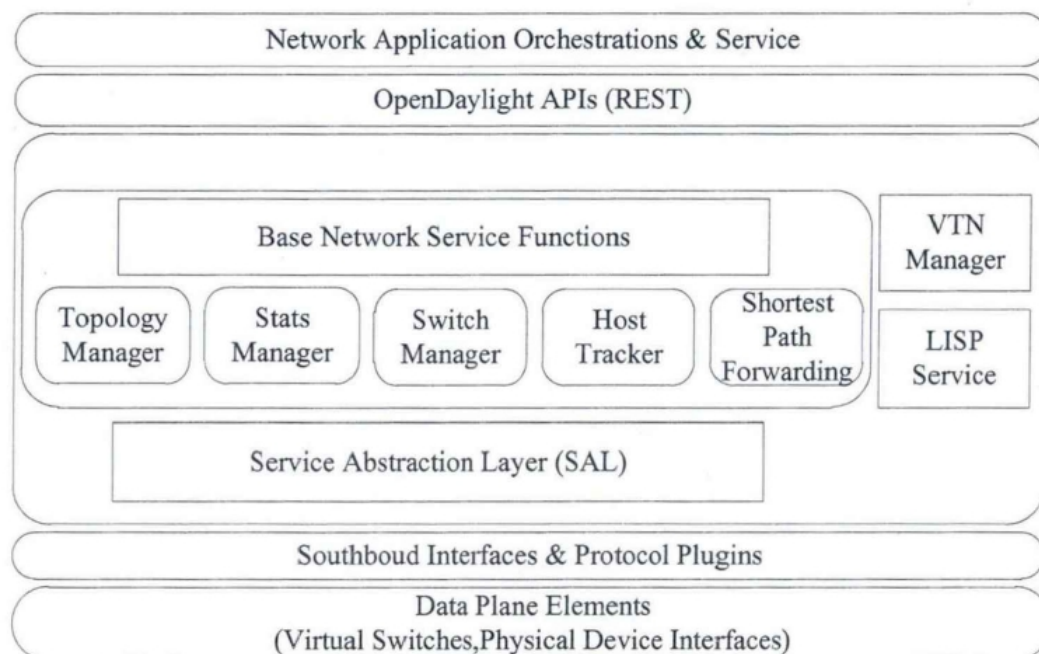 Network Application Orchestrations & Service
OpenDaylight APIs (REST)
Base Network Service Functions
VTN
Manager
Topology
Manager
Stats
Manager
Switch
Manager
Host
Tracker
Shortest
Path
Forwarding
LISP
Service
Service Abstraction Layer (SAL)
Southboud Interfaces & Protocol Plugins
Data Plane Elements
(Virtual Switches,Physical Device Interfaces)